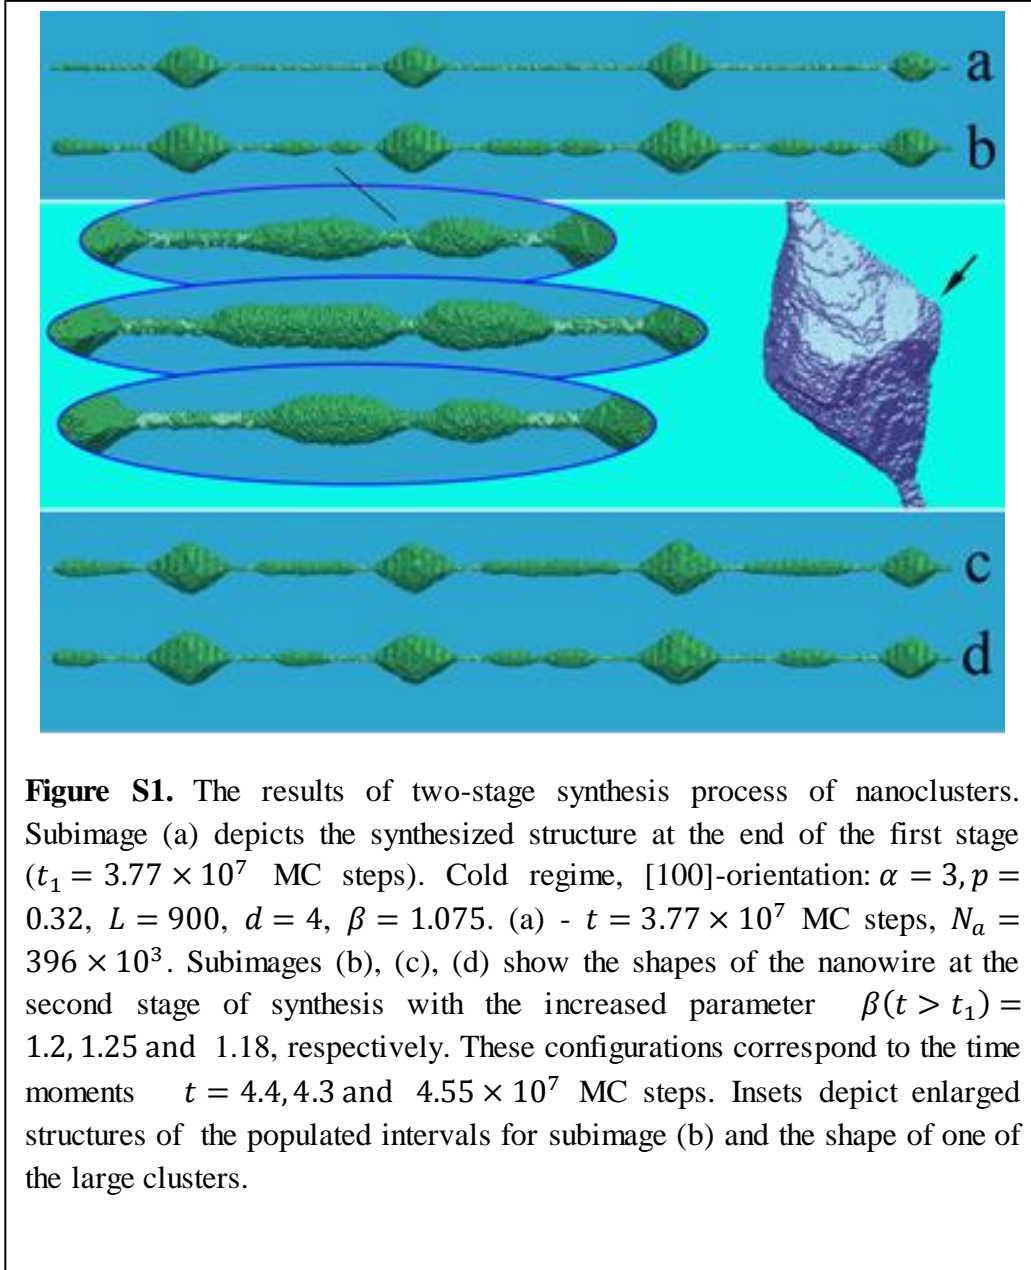 a
b
c
d
Figure S1. The results of two-stage synthesis process of nanoclusters.
Subimage (a) depicts the synthesized structure at the end of the first stage
(𝑡₁ = 3.77 × 10⁷ MC steps). Cold regime, [100]-orientation: 𝛼 = 3, 𝑝 =
0.32, 𝐿 = 900, 𝑑 = 4, 𝛽 = 1.075. (a) - 𝑡 = 3.77 × 10⁷ MC steps, 𝑁ₐ =
396 × 10³. Subimages (b), (c), (d) show the shapes of the nanowire at the
second stage of synthesis with the increased parameter 𝛽(𝑡 > 𝑡₁) =
1.2, 1.25 and 1.18, respectively. These configurations correspond to the time
moments 𝑡 = 4.4, 4.3 and 4.55 × 10⁷ MC steps. Insets depict enlarged
structures of the populated intervals for subimage (b) and the shape of one of
the large clusters.